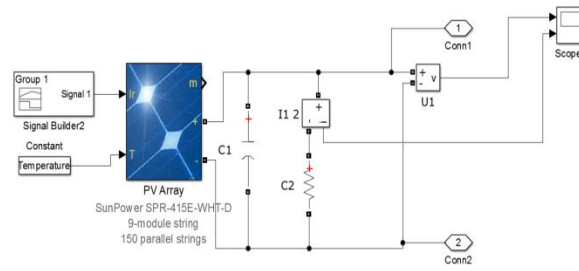 Group 1
Signal 1
Signal Builder2
Constant
Temperature
Ir
T
m
+
-
PV Array
SunPower SPR-415E-WHT-D
9-module string
150 parallel strings
+
C1
I1 2
+
-
i
+
C2
1
Conn1
+
-
v
U1
Scope
2
Conn2